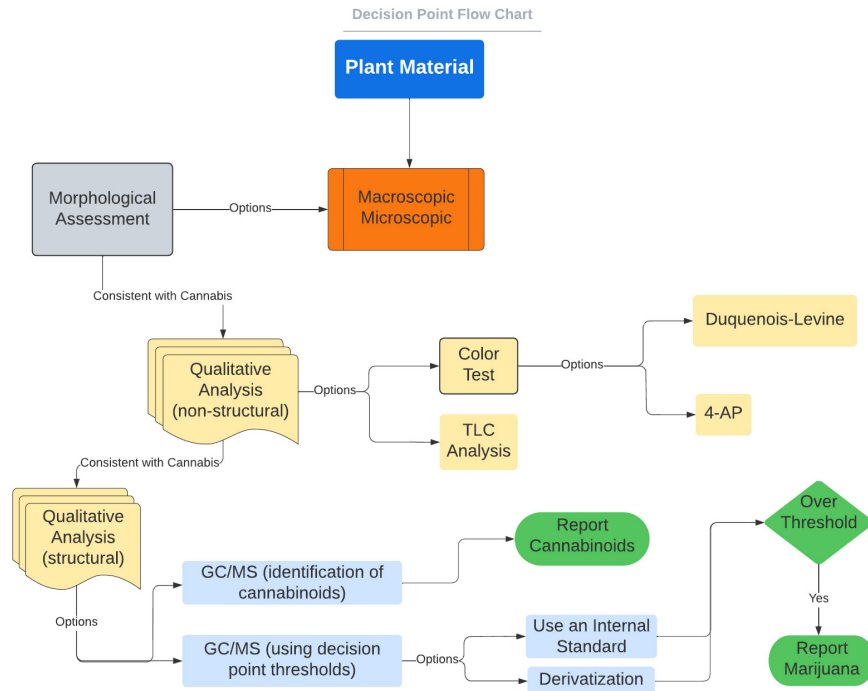 Decision Point Flow Chart
Plant Material
Morphological
Assessment
Options
Macroscopic
Microscopic
Consistent with Cannabis
Qualitative
Analysis
(non-structural)
Options
Color
Test
Options
Duquenois-Levine
4-AP
TLC
Analysis
Consistent with Cannabis
Qualitative
Analysis
(structural)
Options
GC/MS (identification of
cannabinoids)
Report
Cannabinoids
GC/MS (using decision
point thresholds)
Options
Use an Internal
Standard
Derivatization
Over
Threshold
Yes
Report
Marijuana